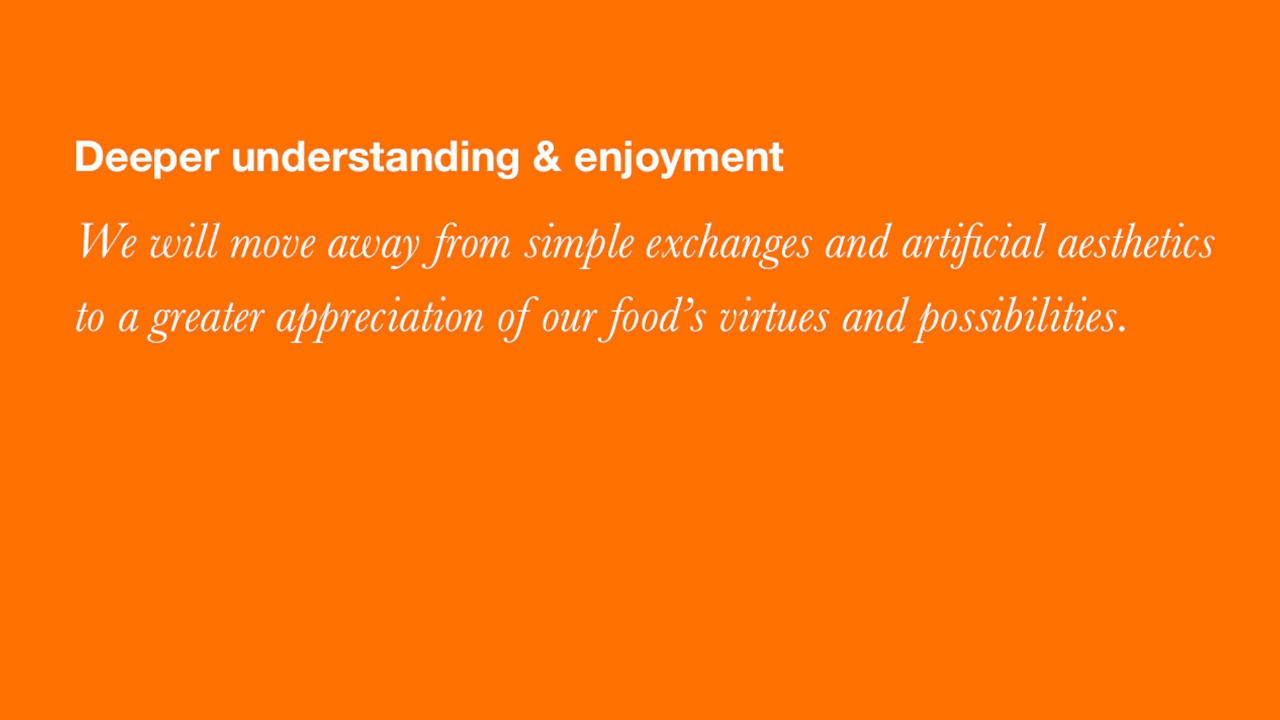 Deeper understanding & enjoyment
We will move away from simple exchanges and artificial aesthetics
to a greater appreciation of our food’s virtues and possibilities.